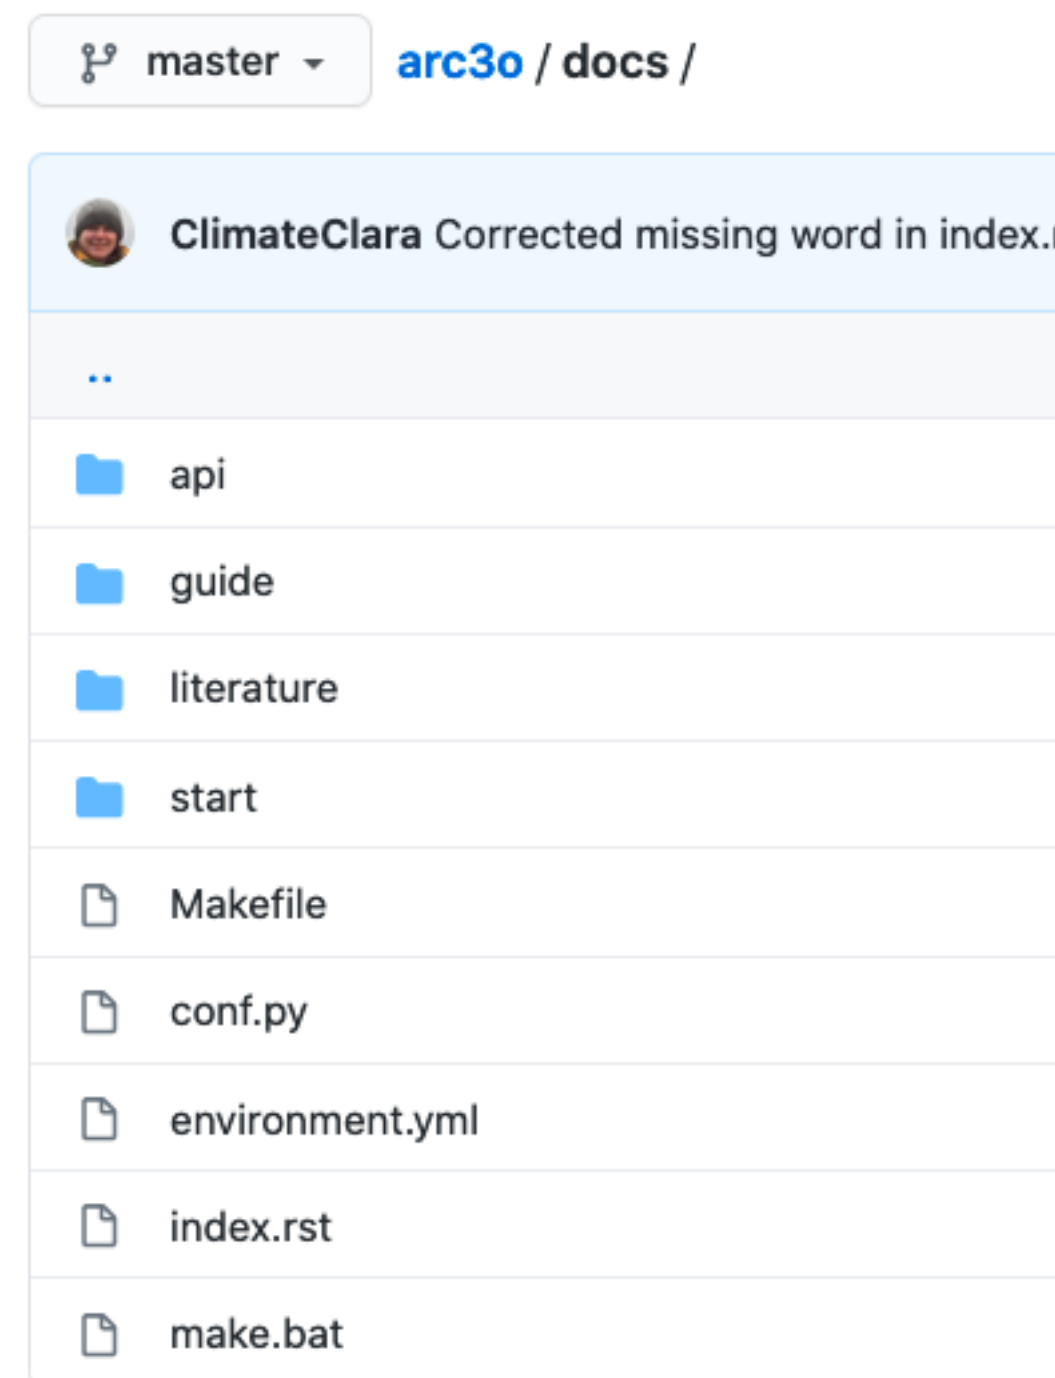 master arc3o / docs /
ClimateClara Corrected missing word in index.r
..
api
guide
literature
start
Makefile
conf.py
environment.yml
index.rst
make.bat